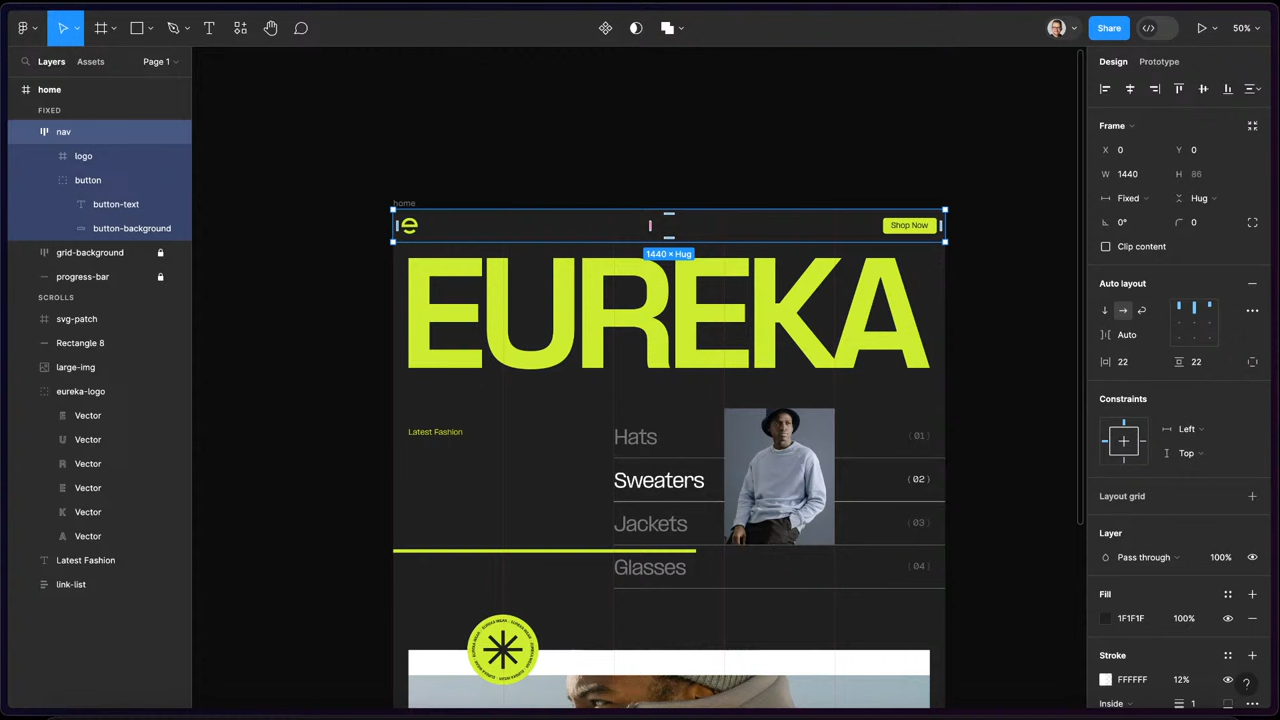 Share
50%
Layers
Assets
Page 1
home
FIXED
nav
logo
button
button-text
button-background
grid-background
progress-bar
SCROLLS
svg-patch
Rectangle 8
large-img
eureka-logo
Vector
Vector
Vector
Vector
Vector
Vector
Latest Fashion
link-list
home
e
Shop Now
1440 × Hug
EUREKA
Latest Fashion
Hats
(01)
Sweaters
(02)
Jackets
(03)
Glasses
(04)
Design
Prototype
Frame
X 0
Y 0
W 1440
H 86
Fixed
Hug
0°
0
Clip content
Auto layout
Auto
22
22
Constraints
Left
Top
Layout grid
Layer
Pass through
100%
Fill
1F1F1F
100%
Stroke
FFFFFF
12%
Inside
1
?